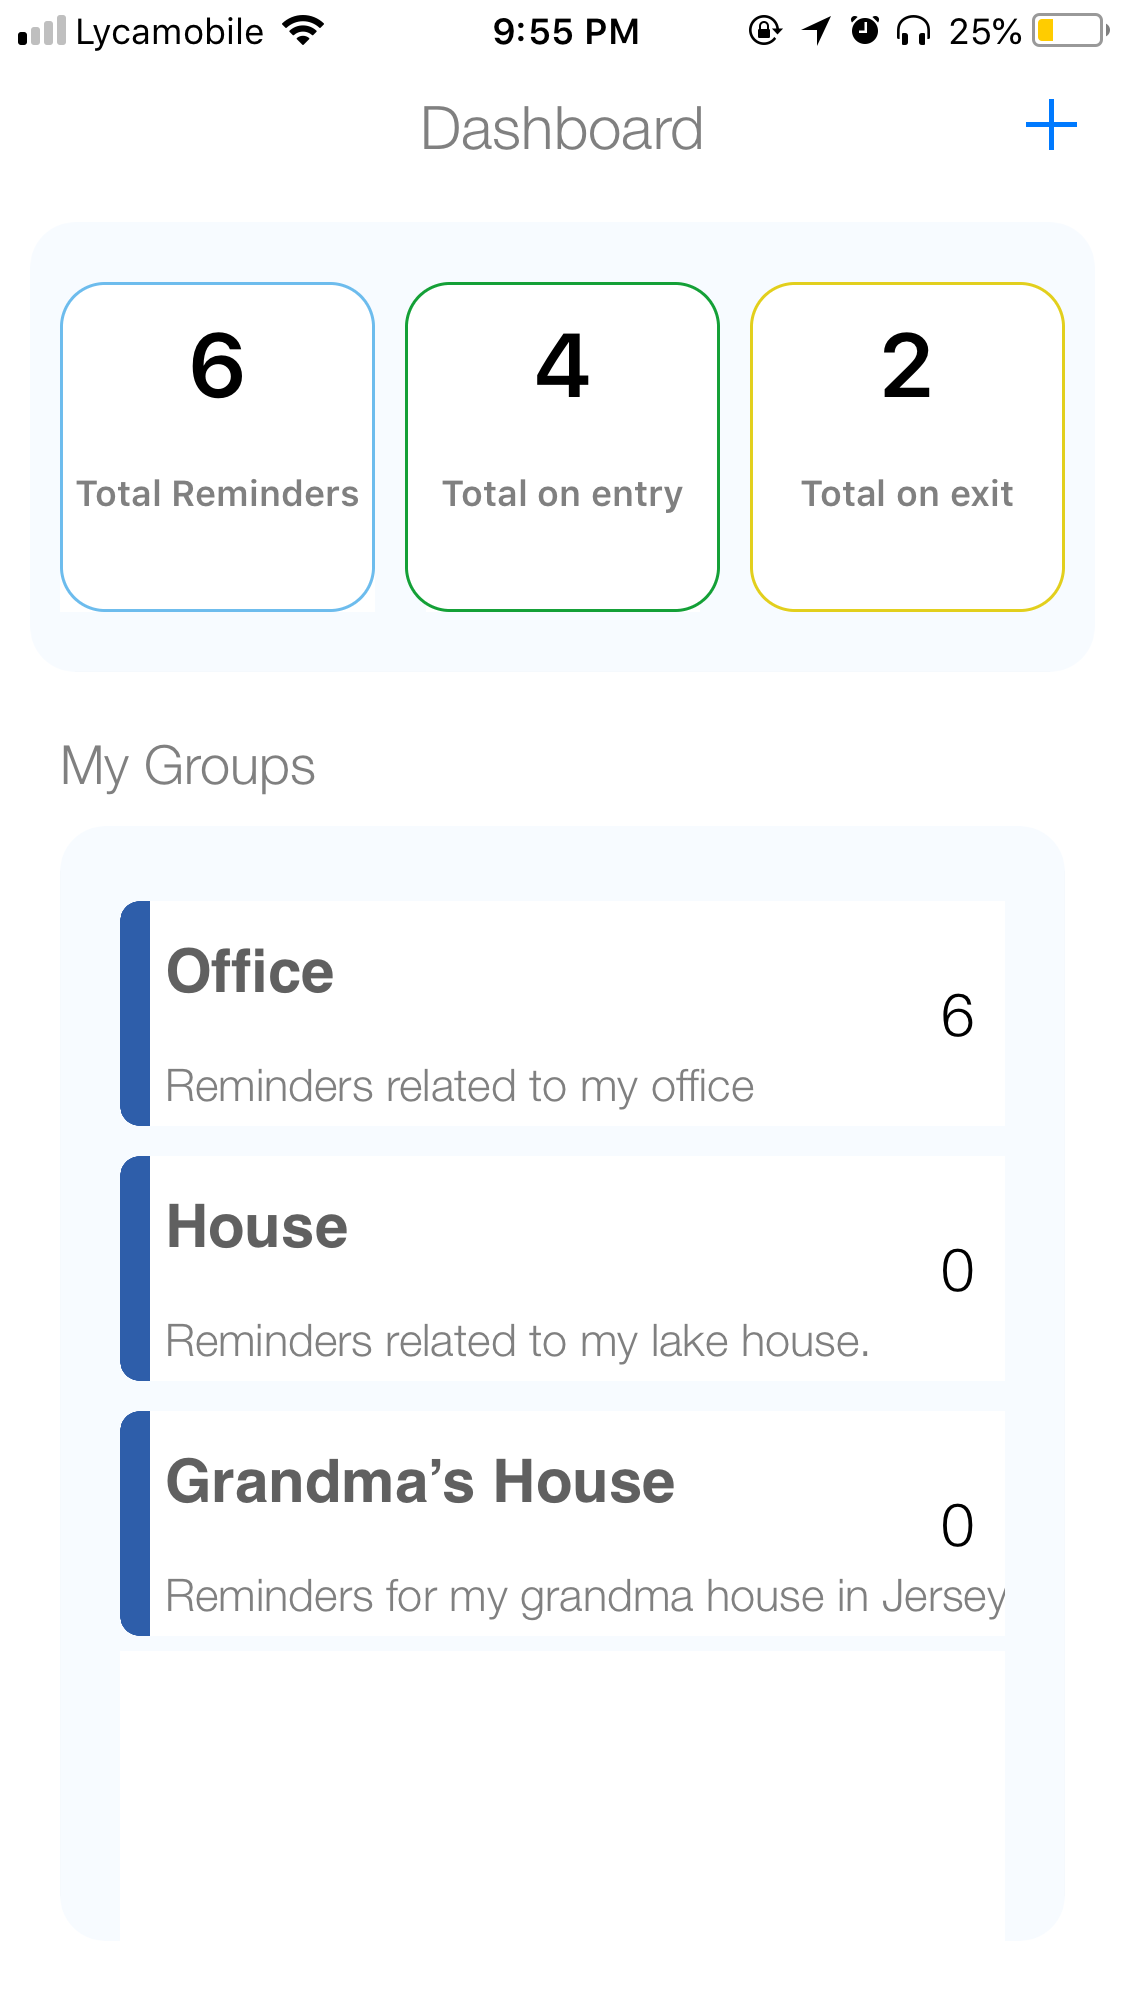 Lycamobile 9:55 PM 25%
Dashboard +
6 4 2
Total Reminders Total on entry Total on exit
My Groups
Office
6
Reminders related to my office
House
0
Reminders related to my lake house.
Grandma’s House
0
Reminders for my grandma house in Jersey